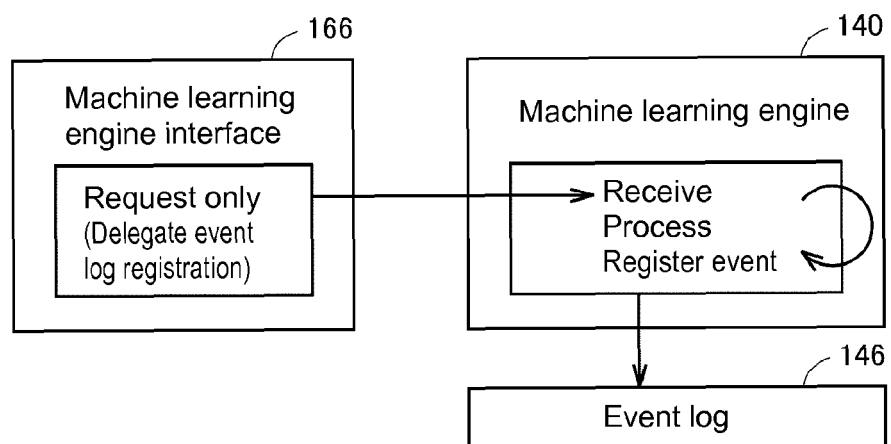 166
140
Machine learning
engine interface
Machine learning engine
Request only
(Delegate event
log registration)
Receive
Process
Register event
146
Event log